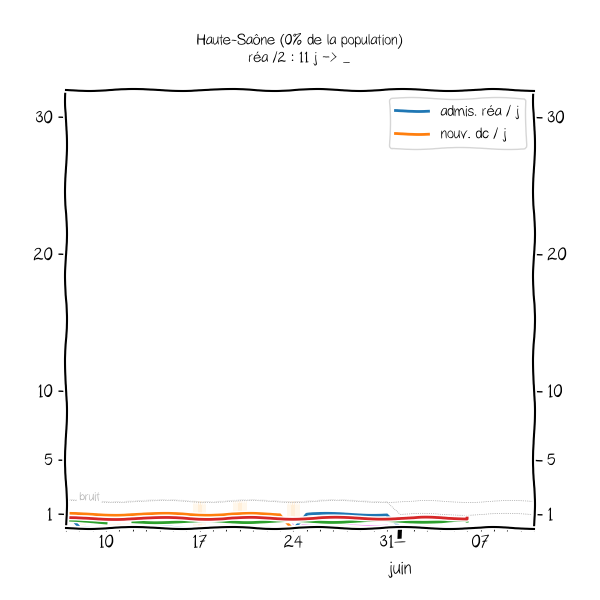 Haute-Saône (0% de la population)
réa /2 : 11 j -> _
admis. réa / j
nouv. dc / j
30
30
20
20
10
10
5
5
_ bruit
1
1
10
17
24
31
07
juin